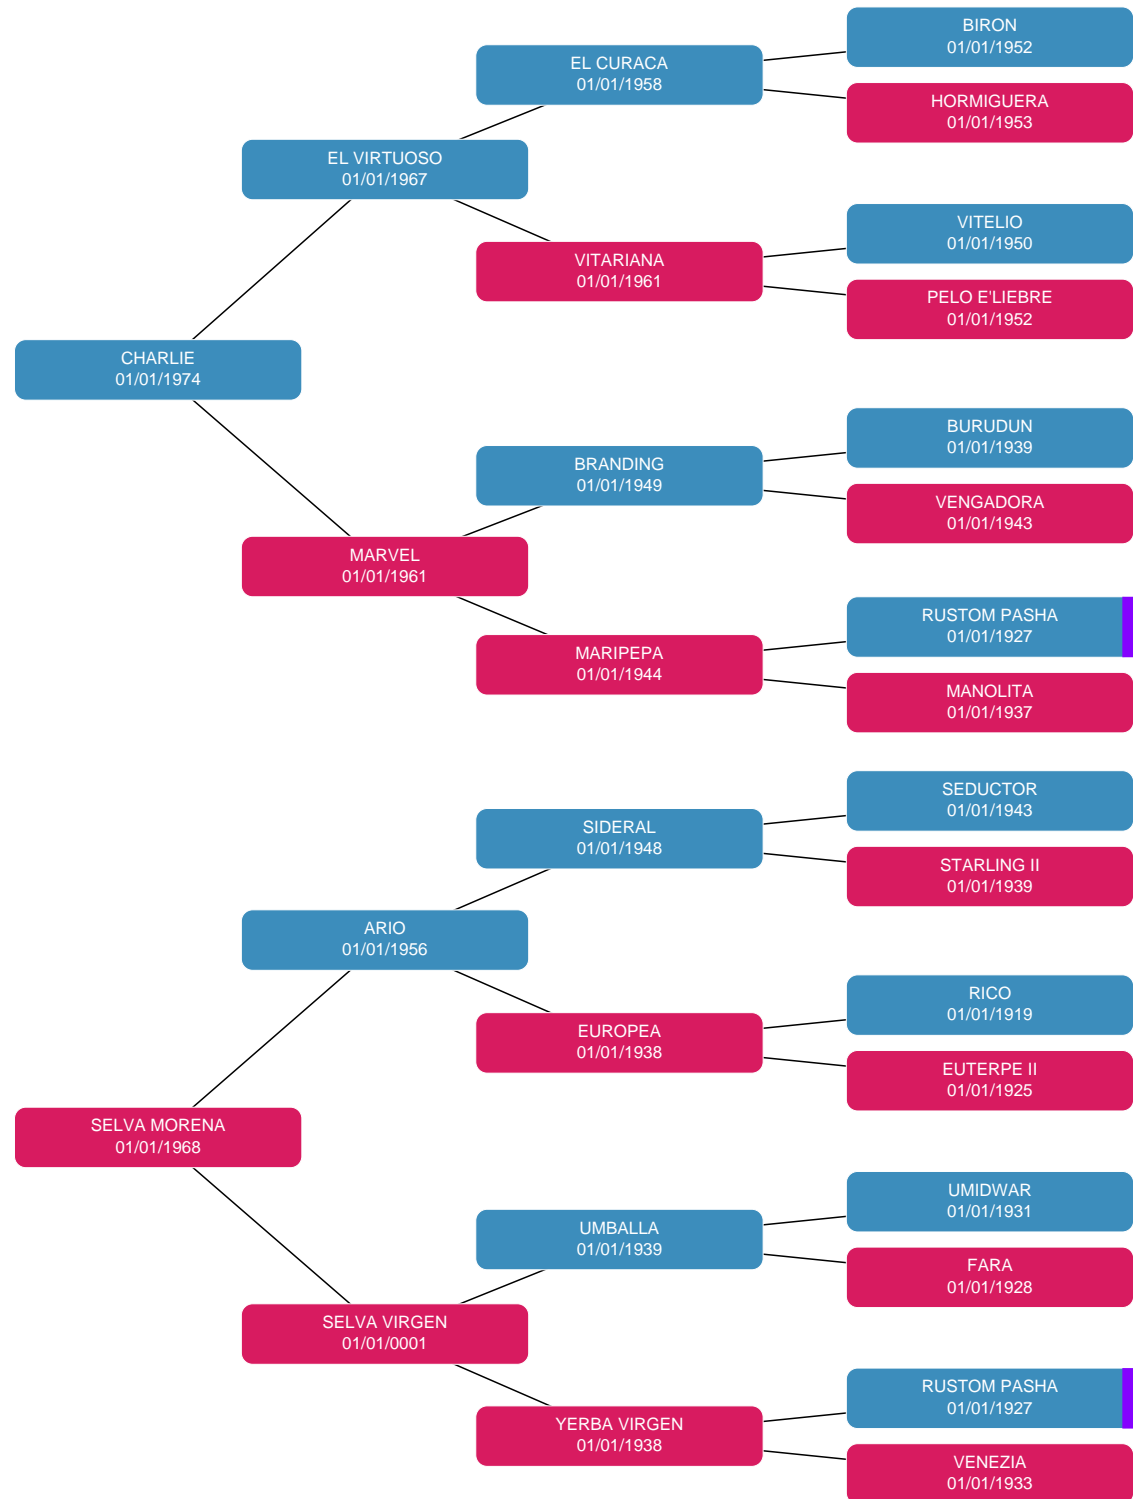 BIRON
01/01/1952
EL CURACA
01/01/1958
HORMIGUERA
01/01/1953
EL VIRTUOSO
01/01/1967
VITELIO
01/01/1950
VITARIANA
01/01/1961
PELO E'LIEBRE
01/01/1952
CHARLIE
01/01/1974
BURUDUN
01/01/1939
BRANDING
01/01/1949
VENGADORA
01/01/1943
MARVEL
01/01/1961
RUSTOM PASHA
01/01/1927
MARIPEPA
01/01/1944
MANOLITA
01/01/1937
SEDUCTOR
01/01/1943
SIDERAL
01/01/1948
STARLING II
01/01/1939
ARIO
01/01/1956
RICO
01/01/1919
EUROPEA
01/01/1938
EUTERPE II
01/01/1925
SELVA MORENA
01/01/1968
UMIDWAR
01/01/1931
UMBALLA
01/01/1939
FARA
01/01/1928
SELVA VIRGEN
01/01/0001
RUSTOM PASHA
01/01/1927
YERBA VIRGEN
01/01/1938
VENEZIA
01/01/1933